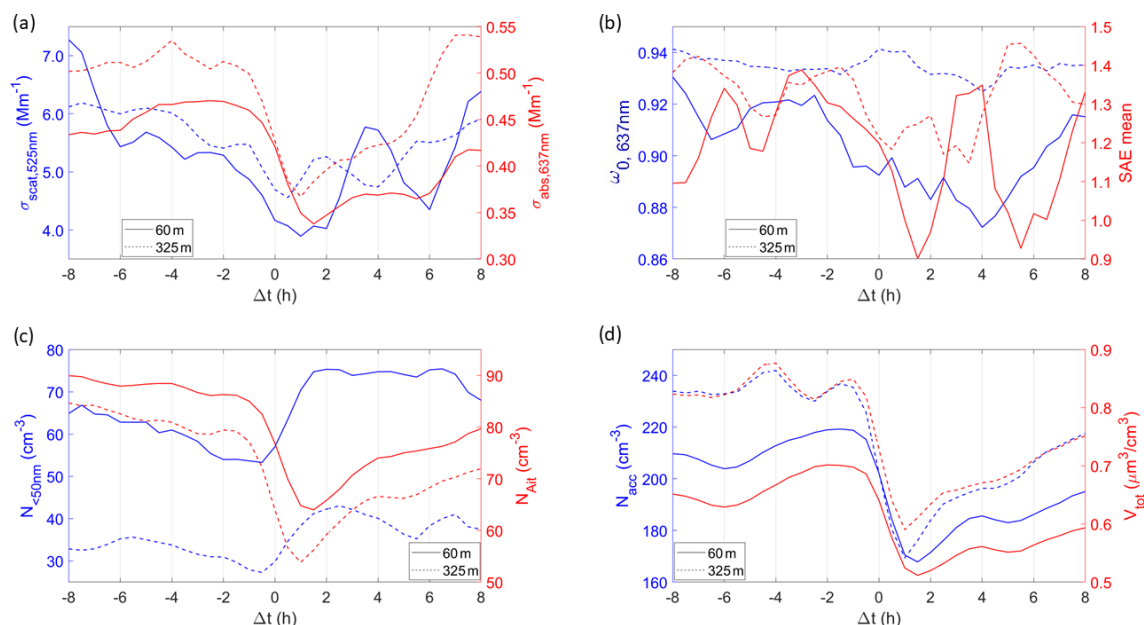 (a)
7.0
6.0
5.0
4.0
σscat,525nm (Mm-1)
0.55
0.50
0.45
0.40
0.35
0.30
σabs,637nm (Mm-1)
60 m
325 m
-8 -6 -4 -2 0 2 4 6 8
Δt (h)
(b)
0.94
0.92
0.90
0.88
0.86
ω0, 637nm
1.5
1.4
1.3
1.2
1.1
1.0
0.9
SAE mean
60 m
325 m
-8 -6 -4 -2 0 2 4 6 8
Δt (h)
(c)
80
70
60
50
40
30
N<50nm (cm-3)
90
80
70
60
50
NAit (cm-3)
60 m
325 m
-8 -6 -4 -2 0 2 4 6 8
Δt (h)
(d)
240
220
200
180
160
Nacc (cm-3)
0.9
0.8
0.7
0.6
0.5
Vtot (μm3/cm3)
60 m
325 m
-8 -6 -4 -2 0 2 4 6 8
Δt (h)